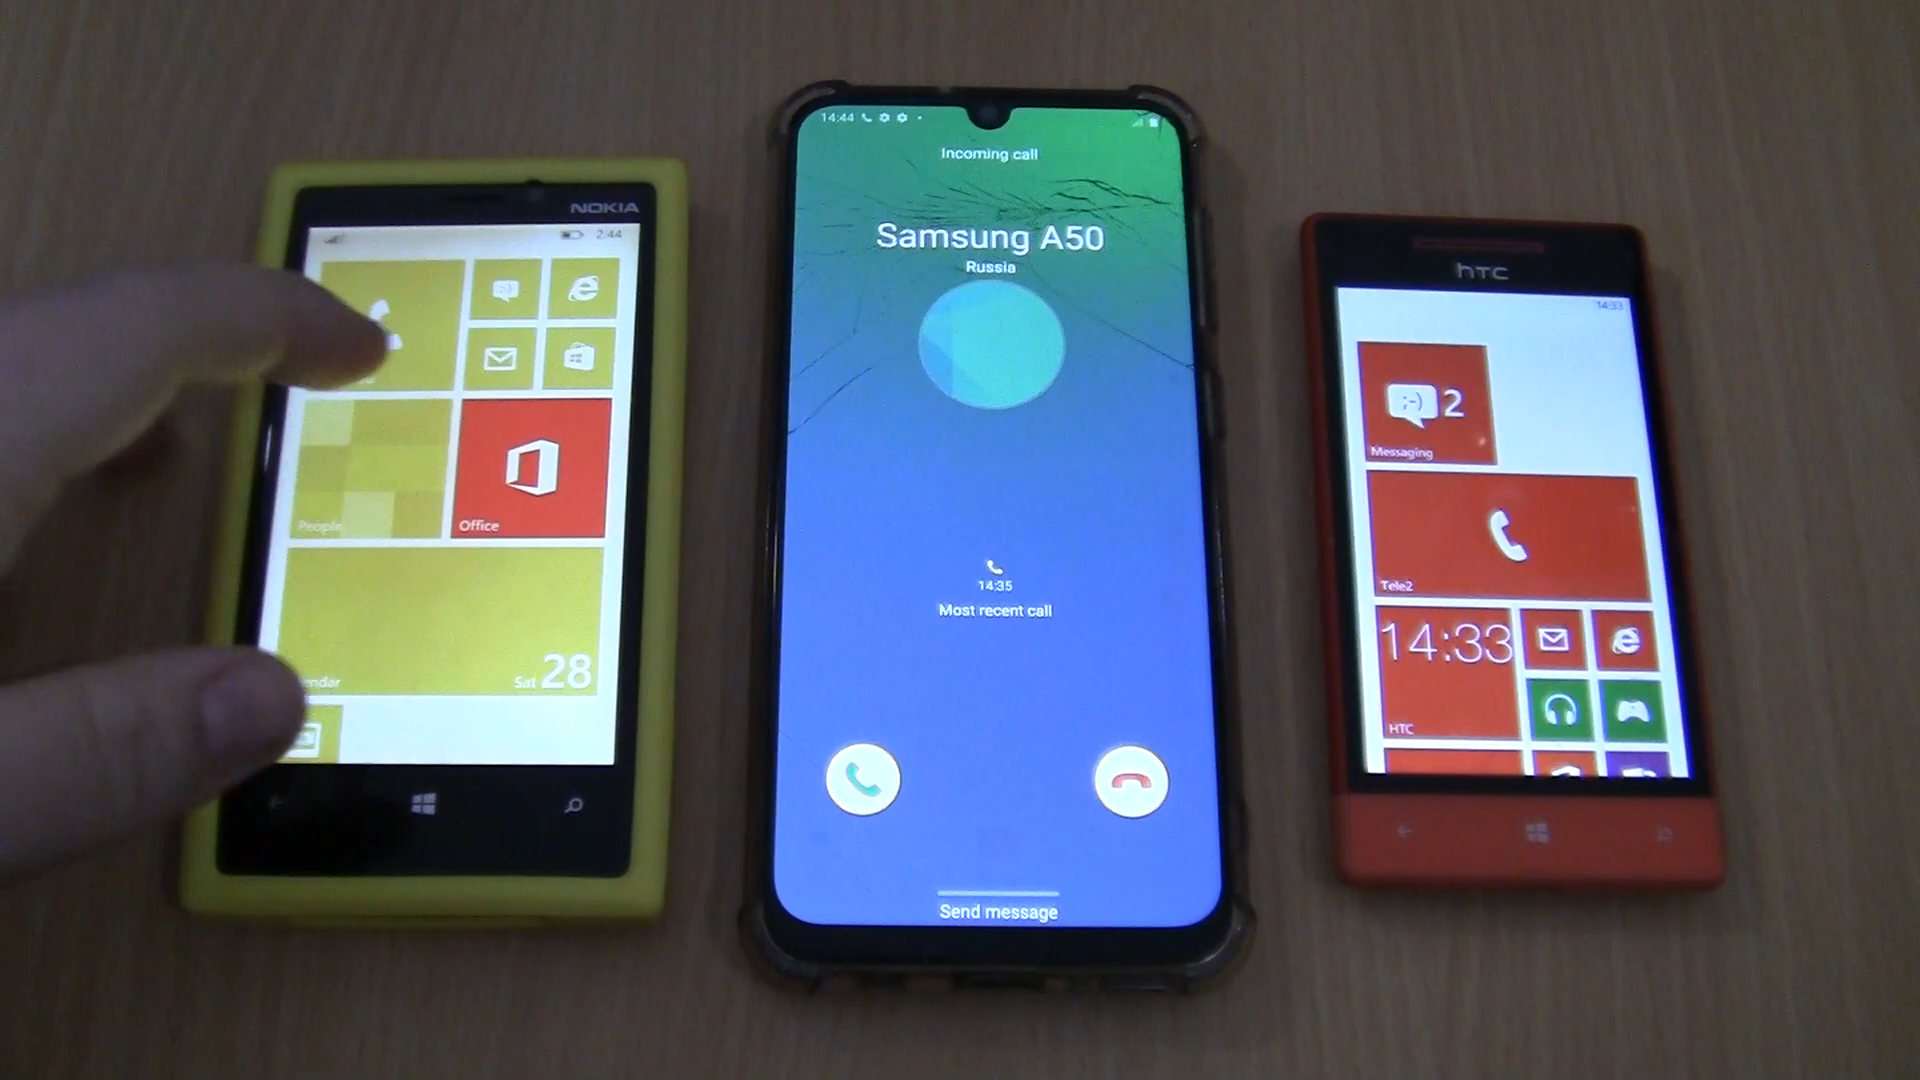 NOKIA
2:44
People
Office
endar
Sat 28
14:44
Incoming call
Samsung A50
Russia
14:35
Most recent call
Send message
hTC
14:33
:-) 2
Messaging
Tele2
14:33
HTC